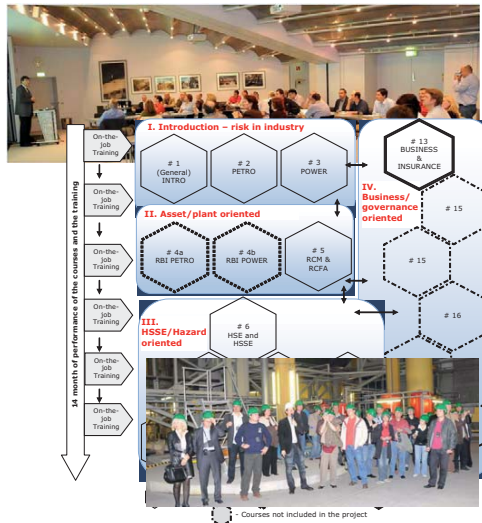 I. Introduction – risk in industry
On-the-
Job
Training
# 1
(General)
INTRO
# 2
PETRO
# 3
POWER
# 13
BUSINESS
&
INSURANCE
IV.
Business/
governance
oriented
# 15
On-the-
Job
Training
II. Asset/plant oriented
# 4a
RBI PETRO
# 4b
RBI POWER
# 5
RCM &
RCFA
# 15
On-the-
Job
Training
# 16
On-the-
Job
Training
III.
HSSE/Hazard
oriented
# 6
HSE and
HSSE
On-the-
Job
Training
On-the-
Job
Training
14 month of performance of the courses and the training
- Courses not included in the project